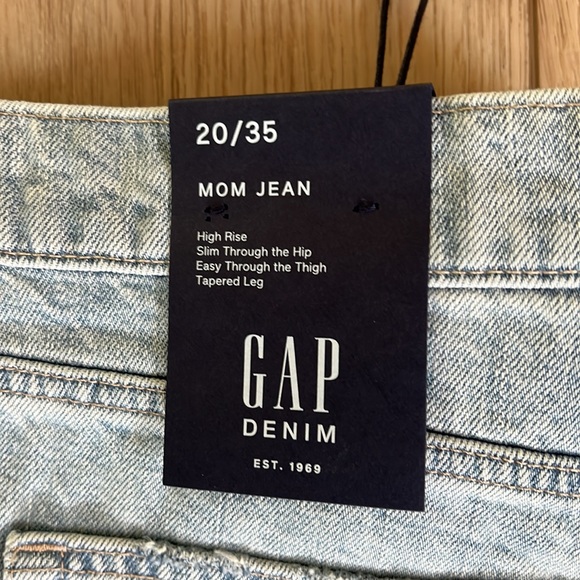 20/35
MOM JEAN
High Rise
Slim Through the Hip
Easy Through the Thigh
Tapered Leg
GAP
DENIM
EST. 1969